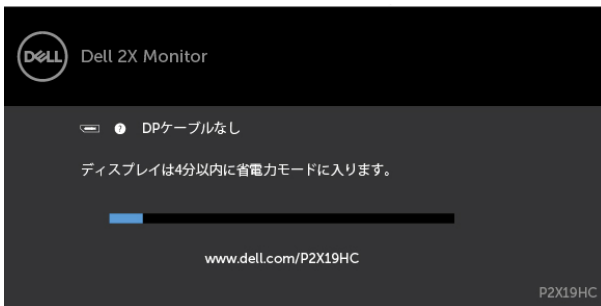 DELL
Dell 2X Monitor
? DPケーブルなし
ディスプレイは4分以内に省電力モードに入ります。
www.dell.com/P2X19HC
P2X19HC